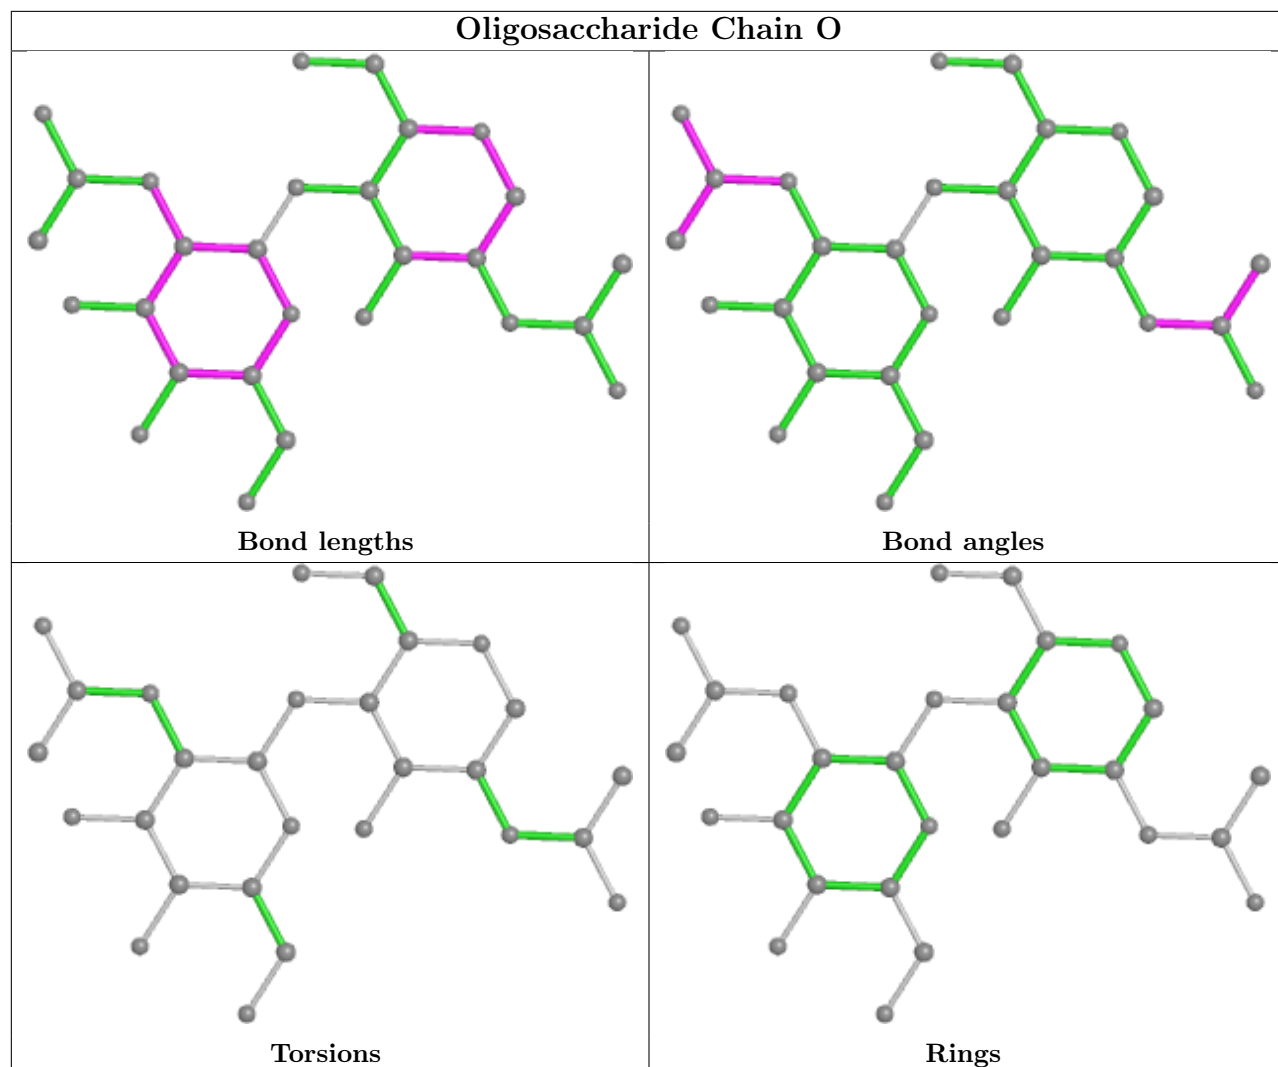 Oligosaccharide Chain O
Bond lengths
Bond angles
Torsions
Rings